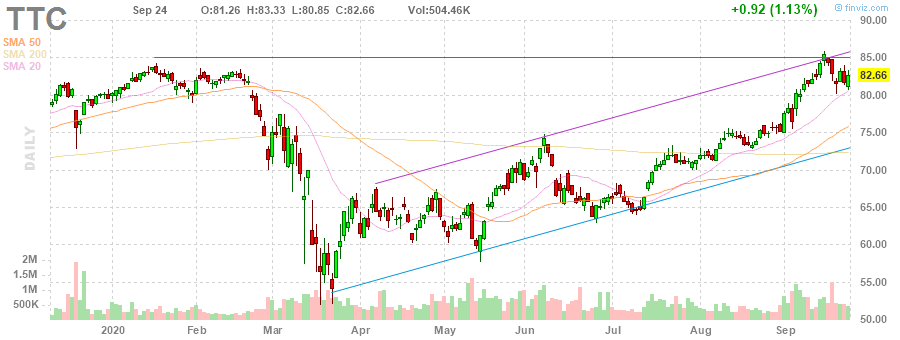 TTC Sep 24 O:81.26 H:83.33 L:80.85 C:82.66 Vol:504.46K +0.92 (1.13%) © finviz.com
SMA 50
SMA 200
SMA 20
DAILY
90.00
85.00
82.66
80.00
75.00
70.00
65.00
60.00
55.00
50.00
2M
1.5M
1M
500K
2020 Feb Mar Apr May Jun Jul Aug Sep